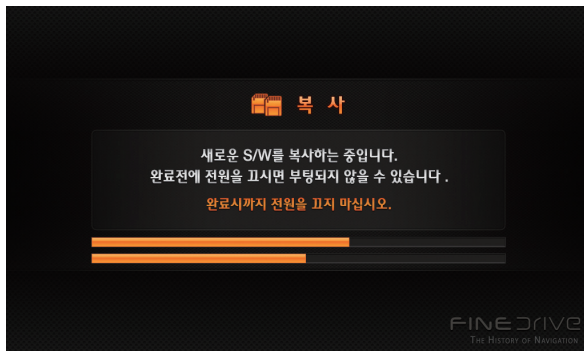 복 사
새로운 S/W를 복사하는 중입니다.
완료전에 전원을 끄시면 부팅되지 않을 수 있습니다 .
완료시까지 전원을 끄지 마십시오.
FINEDRIVE
THE HISTORY OF NAVIGATION